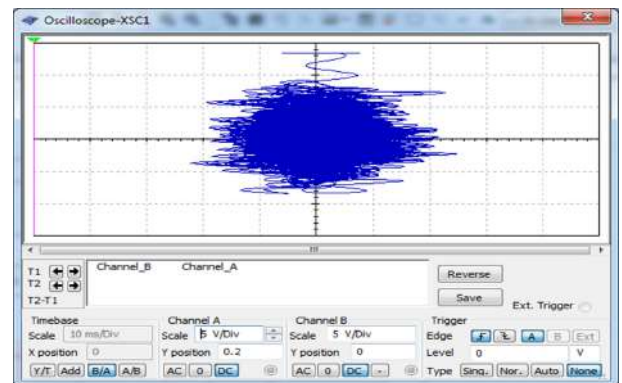 Oscilloscope-XSC1
T1
T2
T2-T1
Channel_B Channel_A
Reverse
Save
Ext. Trigger
Timebase
Scale 10 ms/Div
X position 0
Y/T Add B/A A/B
Channel A
Scale 5 V/Div
Y position 0.2
AC 0 DC
Channel B
Scale 5 V/Div
Y position 0
AC 0 DC -
Trigger
Edge A B Ext
Level 0 V
Type Sing. Nor. Auto None